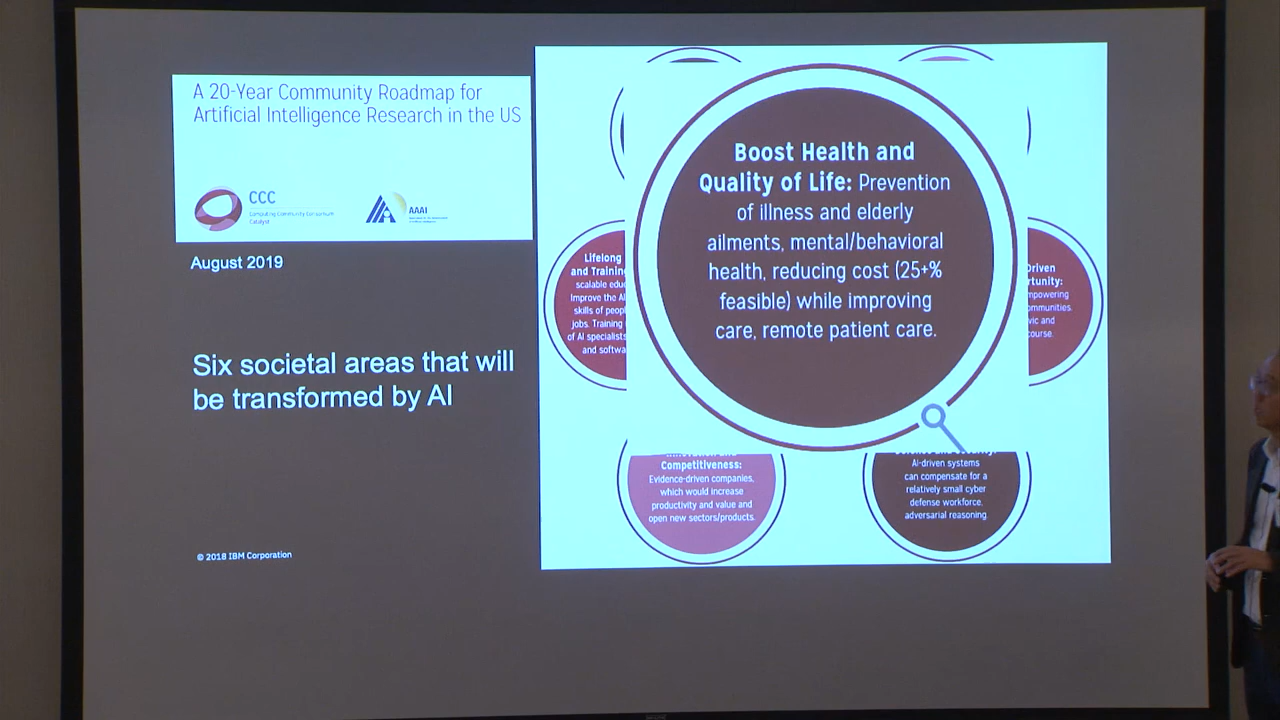 A 20-Year Community Roadmap for
Artificial Intelligence Research in the US
CCC
Computing Community Consortium
Catalyst
AAAI
August 2019
Six societal areas that will
be transformed by AI
© 2018 IBM Corporation
Boost Health and
Quality of Life: Prevention
of illness and elderly
ailments, mental/behavioral
health, reducing cost (25+%
feasible) while improving
care, remote patient care.
Lifelong
and Training
scalable edu
Improve the AI
skills of peopl
jobs. Training
of AI specialists
and softwa
Driven
rtunity:
mpowering
mmunities.
vic and
course.
Competitiveness:
Evidence-driven companies,
which would increase
productivity and value and
open new sectors/products.
AI-driven systems
can compensate for a
relatively small cyber
defense workforce,
adversarial reasoning.